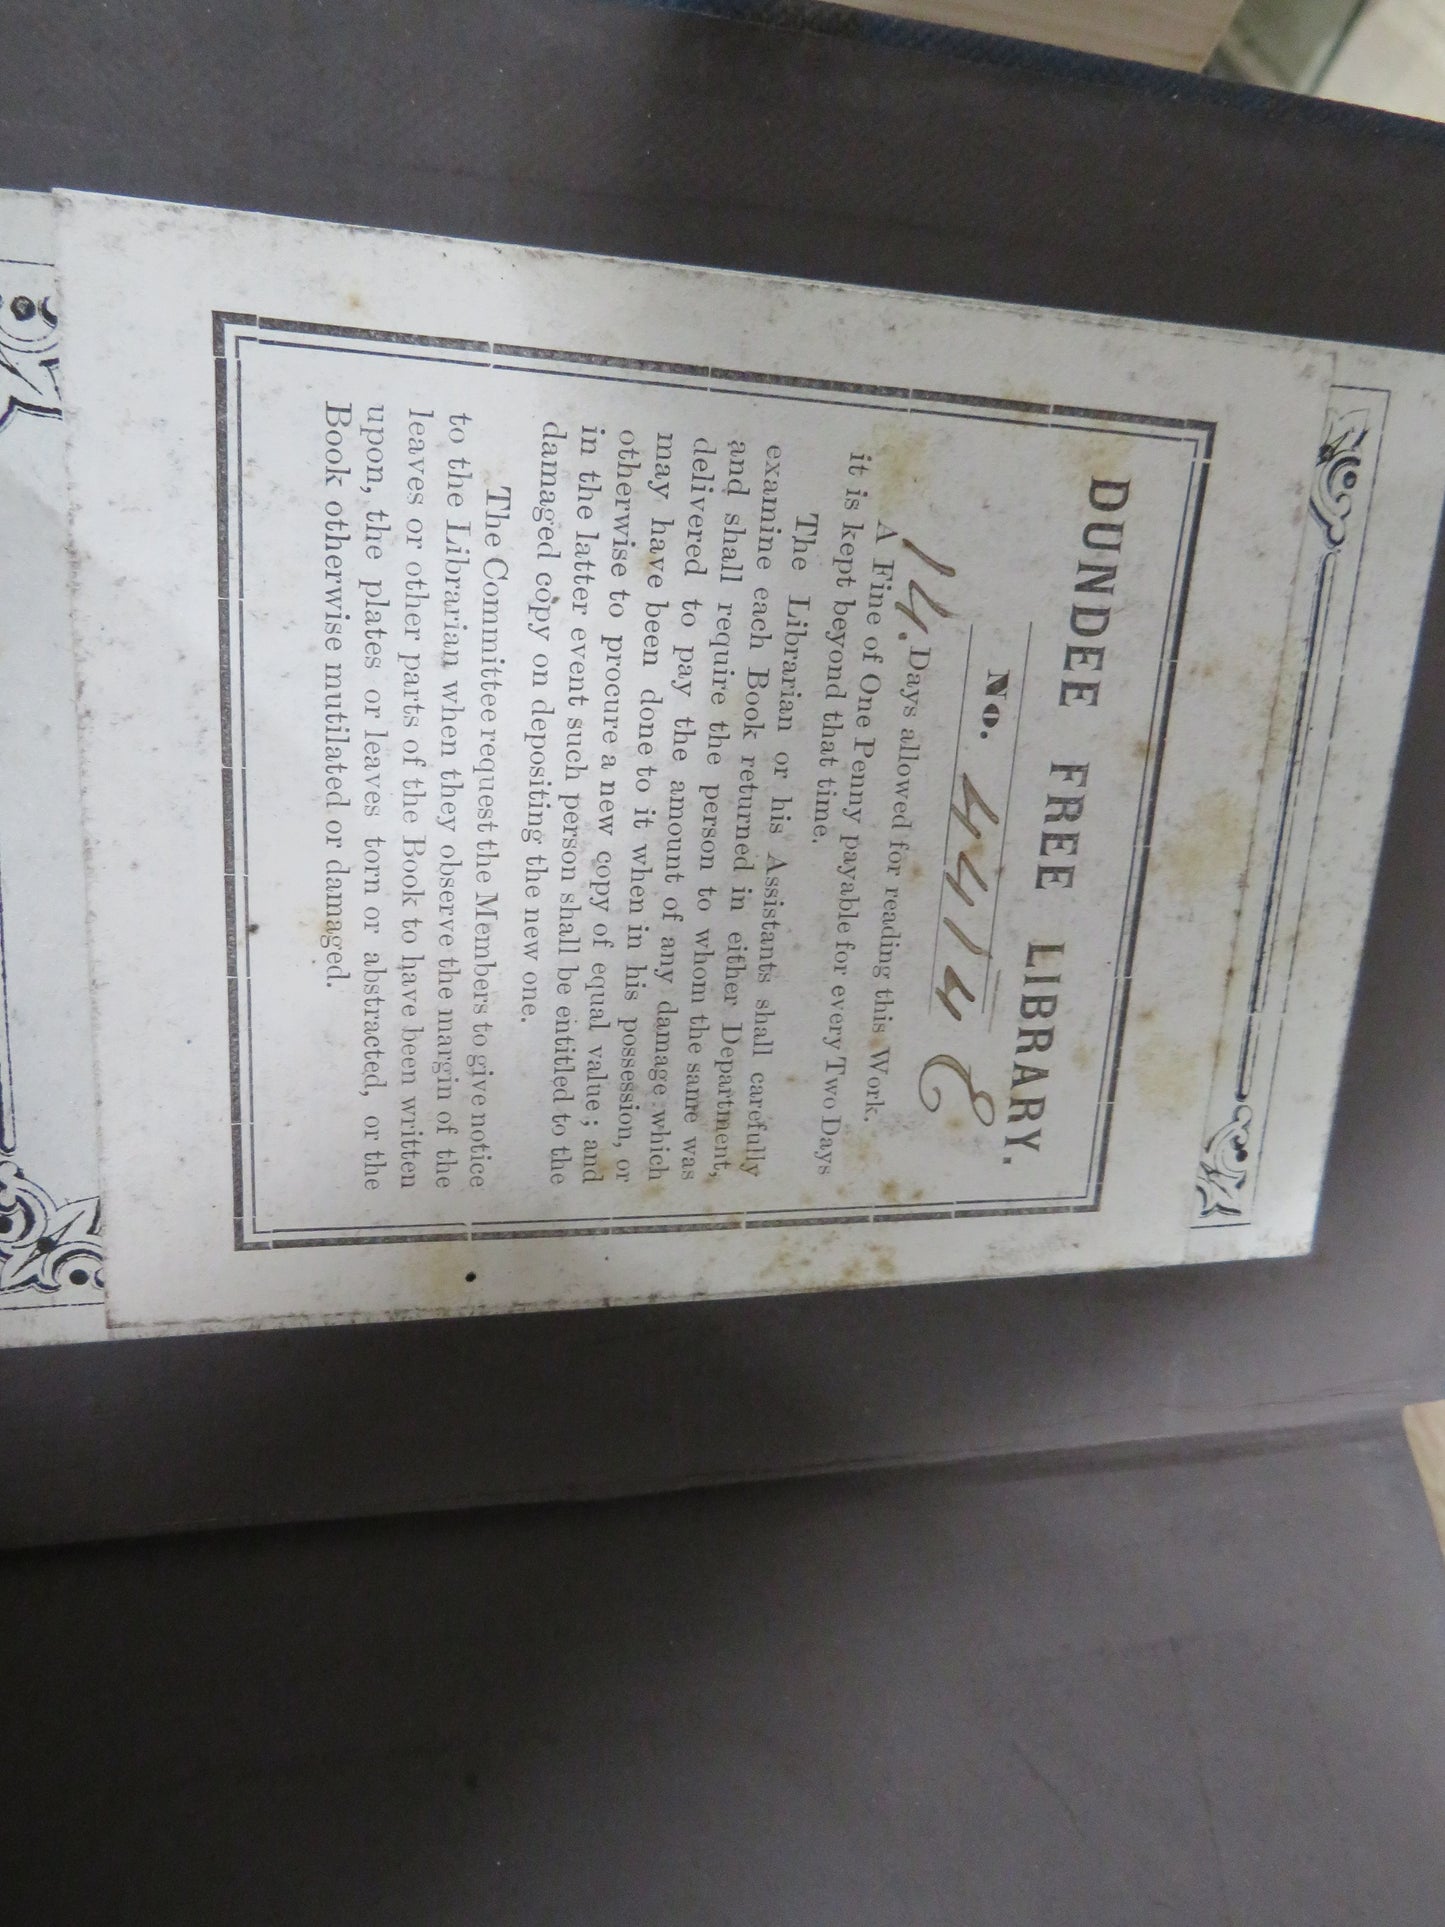 DUNDEE FREE LIBRARY.
No. 4414 E
14. Days allowed for reading this Work.
A Fine of One Penny payable for every Two Days
it is kept beyond that time.
The Librarian or his Assistants shall carefully
examine each Book returned in either Department,
and shall require the person to whom the same was
delivered to pay the amount of any damage which
may have been done to it when in his possession, or
otherwise to procure a new copy of equal value; and
in the latter event such person shall be entitled to the
damaged copy on depositing the new one.
The Committee request the Members to give notice
to the Librarian when they observe the margin of the
leaves or other parts of the Book to have been written
upon, the plates or leaves torn or abstracted, or the
Book otherwise mutilated or damaged.